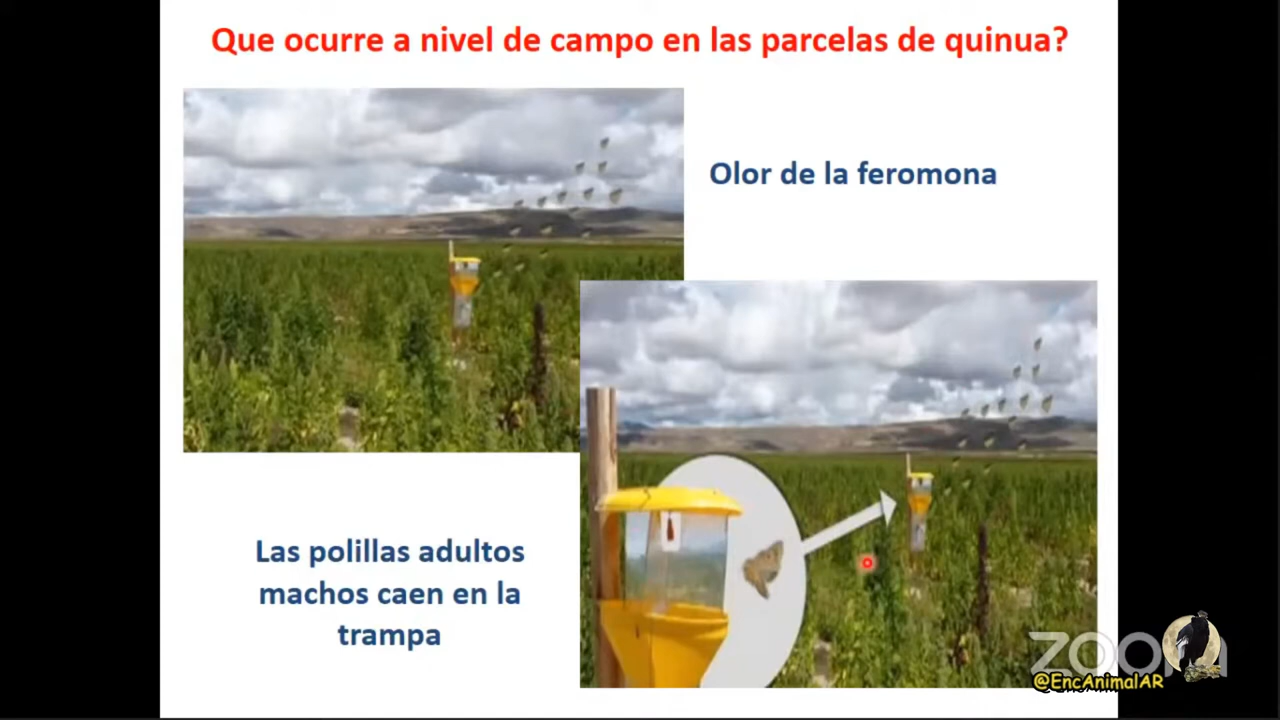 Que ocurre a nivel de campo en las parcelas de quinua?
Olor de la feromona
Las polillas adultos
machos caen en la
trampa
zoom
@EncAnimalAR